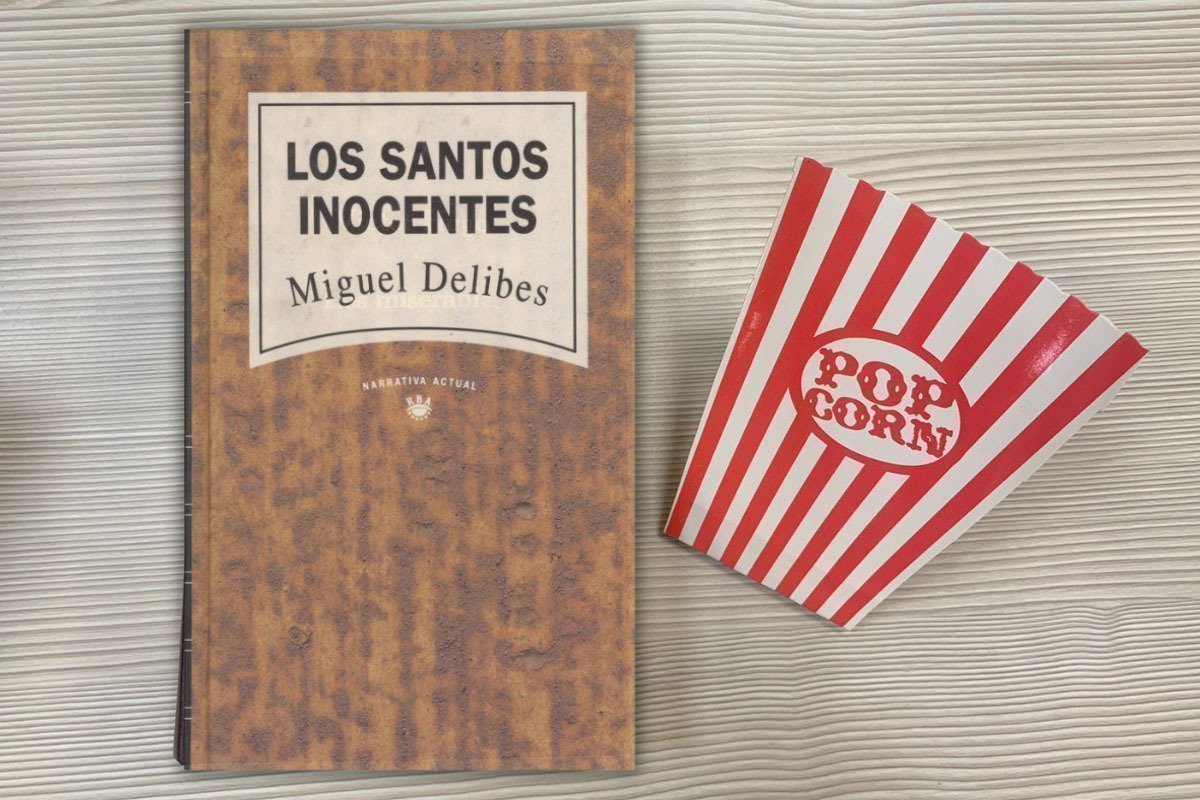 LOS SANTOS
INOCENTES
Miguel Delibes
NARRATIVA ACTUAL
RBA
POP
CORN